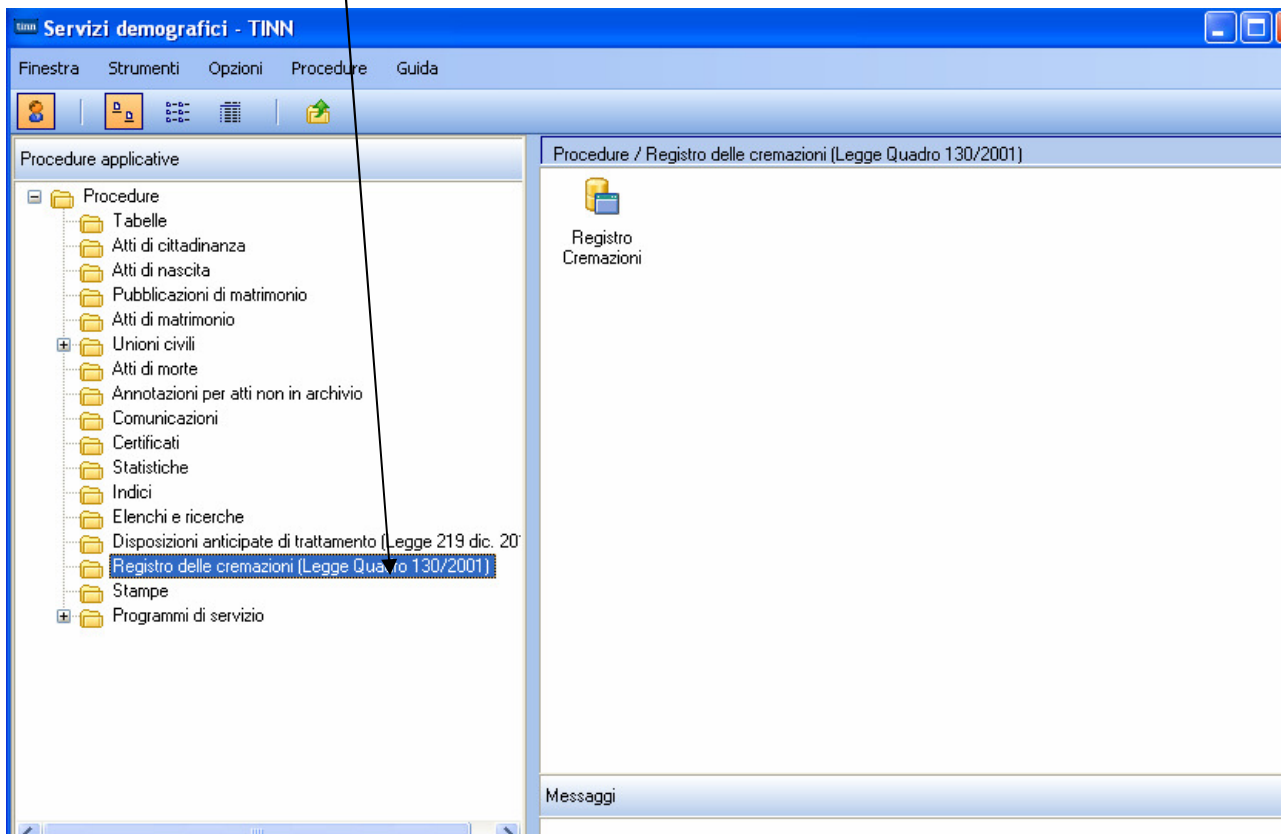 tinn Servizi demografici - TINN
Finestra Strumenti Opzioni Procedure Guida
Procedure applicative
Procedure / Registro delle cremazioni (Legge Quadro 130/2001)
Procedure
Tabelle
Atti di cittadinanza
Atti di nascita
Pubblicazioni di matrimonio
Atti di matrimonio
Unioni civili
Atti di morte
Annotazioni per atti non in archivio
Comunicazioni
Certificati
Statistiche
Indici
Elenchi e ricerche
Disposizioni anticipate di trattamento (Legge 219 dic. 20
Registro delle cremazioni (Legge Quadro 130/2001)
Stampe
Programmi di servizio
Registro
Cremazioni
Messaggi